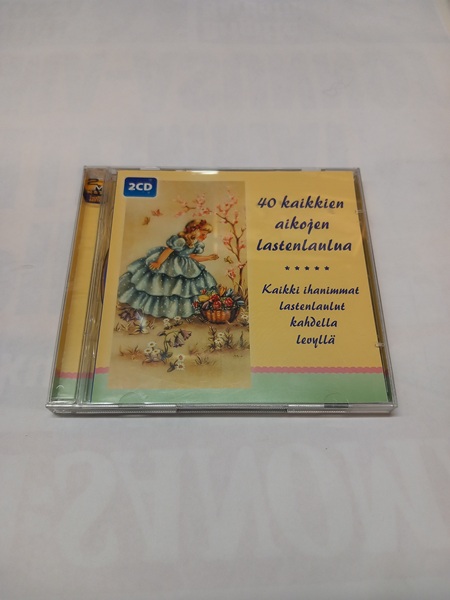 2CD
40 kaikkien
aikojen
lastenlaulua
Kaikki ihanimmat
lastenlaulut
kahdella
levyllä